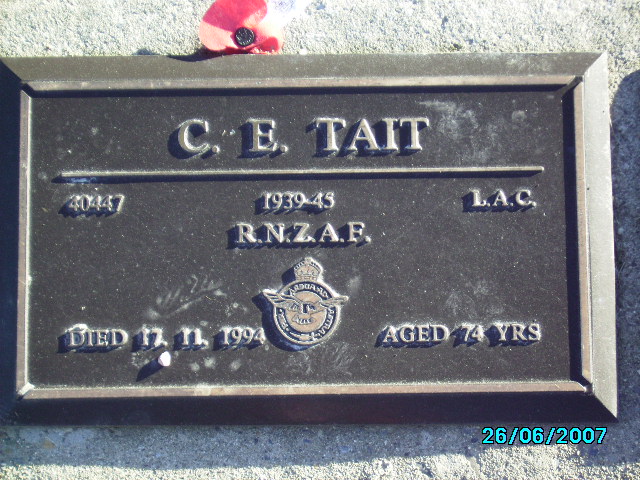 C. E. TAIT
40447 1939-45 L.A.C.
R.N.Z.A.F.
DIED 17. 11. 1994 AGED 74 YRS
26/06/2007